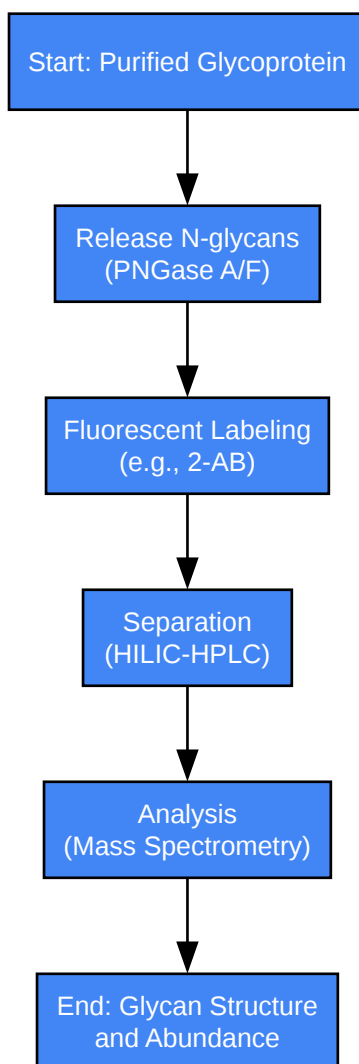 Start: Purified Glycoprotein
Release N-glycans
(PNGase A/F)
Fluorescent Labeling
(e.g., 2-AB)
Separation
(HILIC-HPLC)
Analysis
(Mass Spectrometry)
End: Glycan Structure
and Abundance